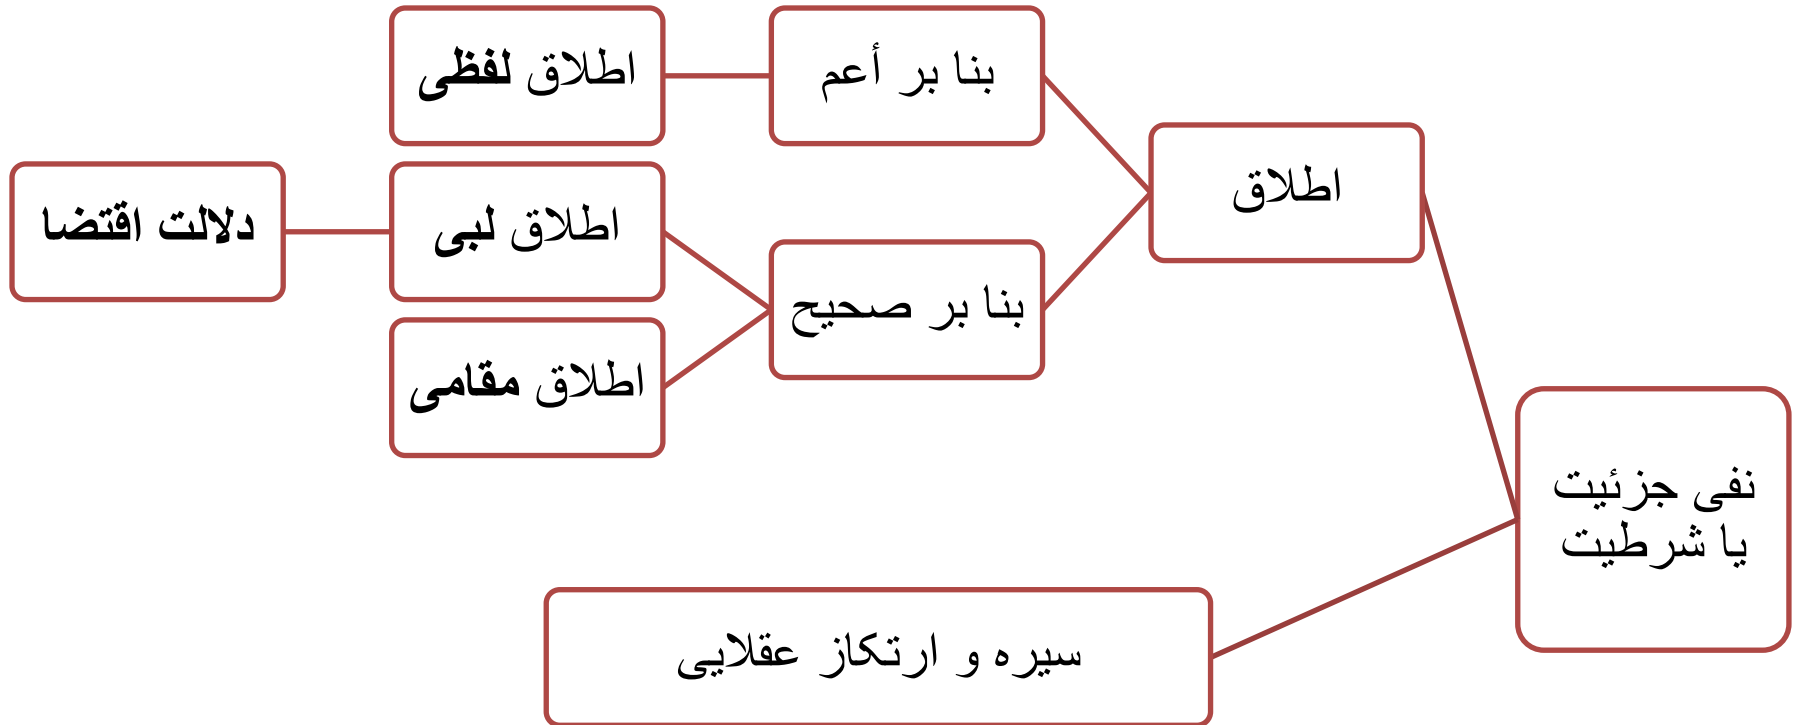 نفی جزئیت
یا شرطیت
اطلاق
بنا بر أعم
اطلاق لفظی
بنا بر صحیح
اطلاق لبی
دلالت اقتضا
اطلاق مقامی
سیره و ارتکاز عقلایی